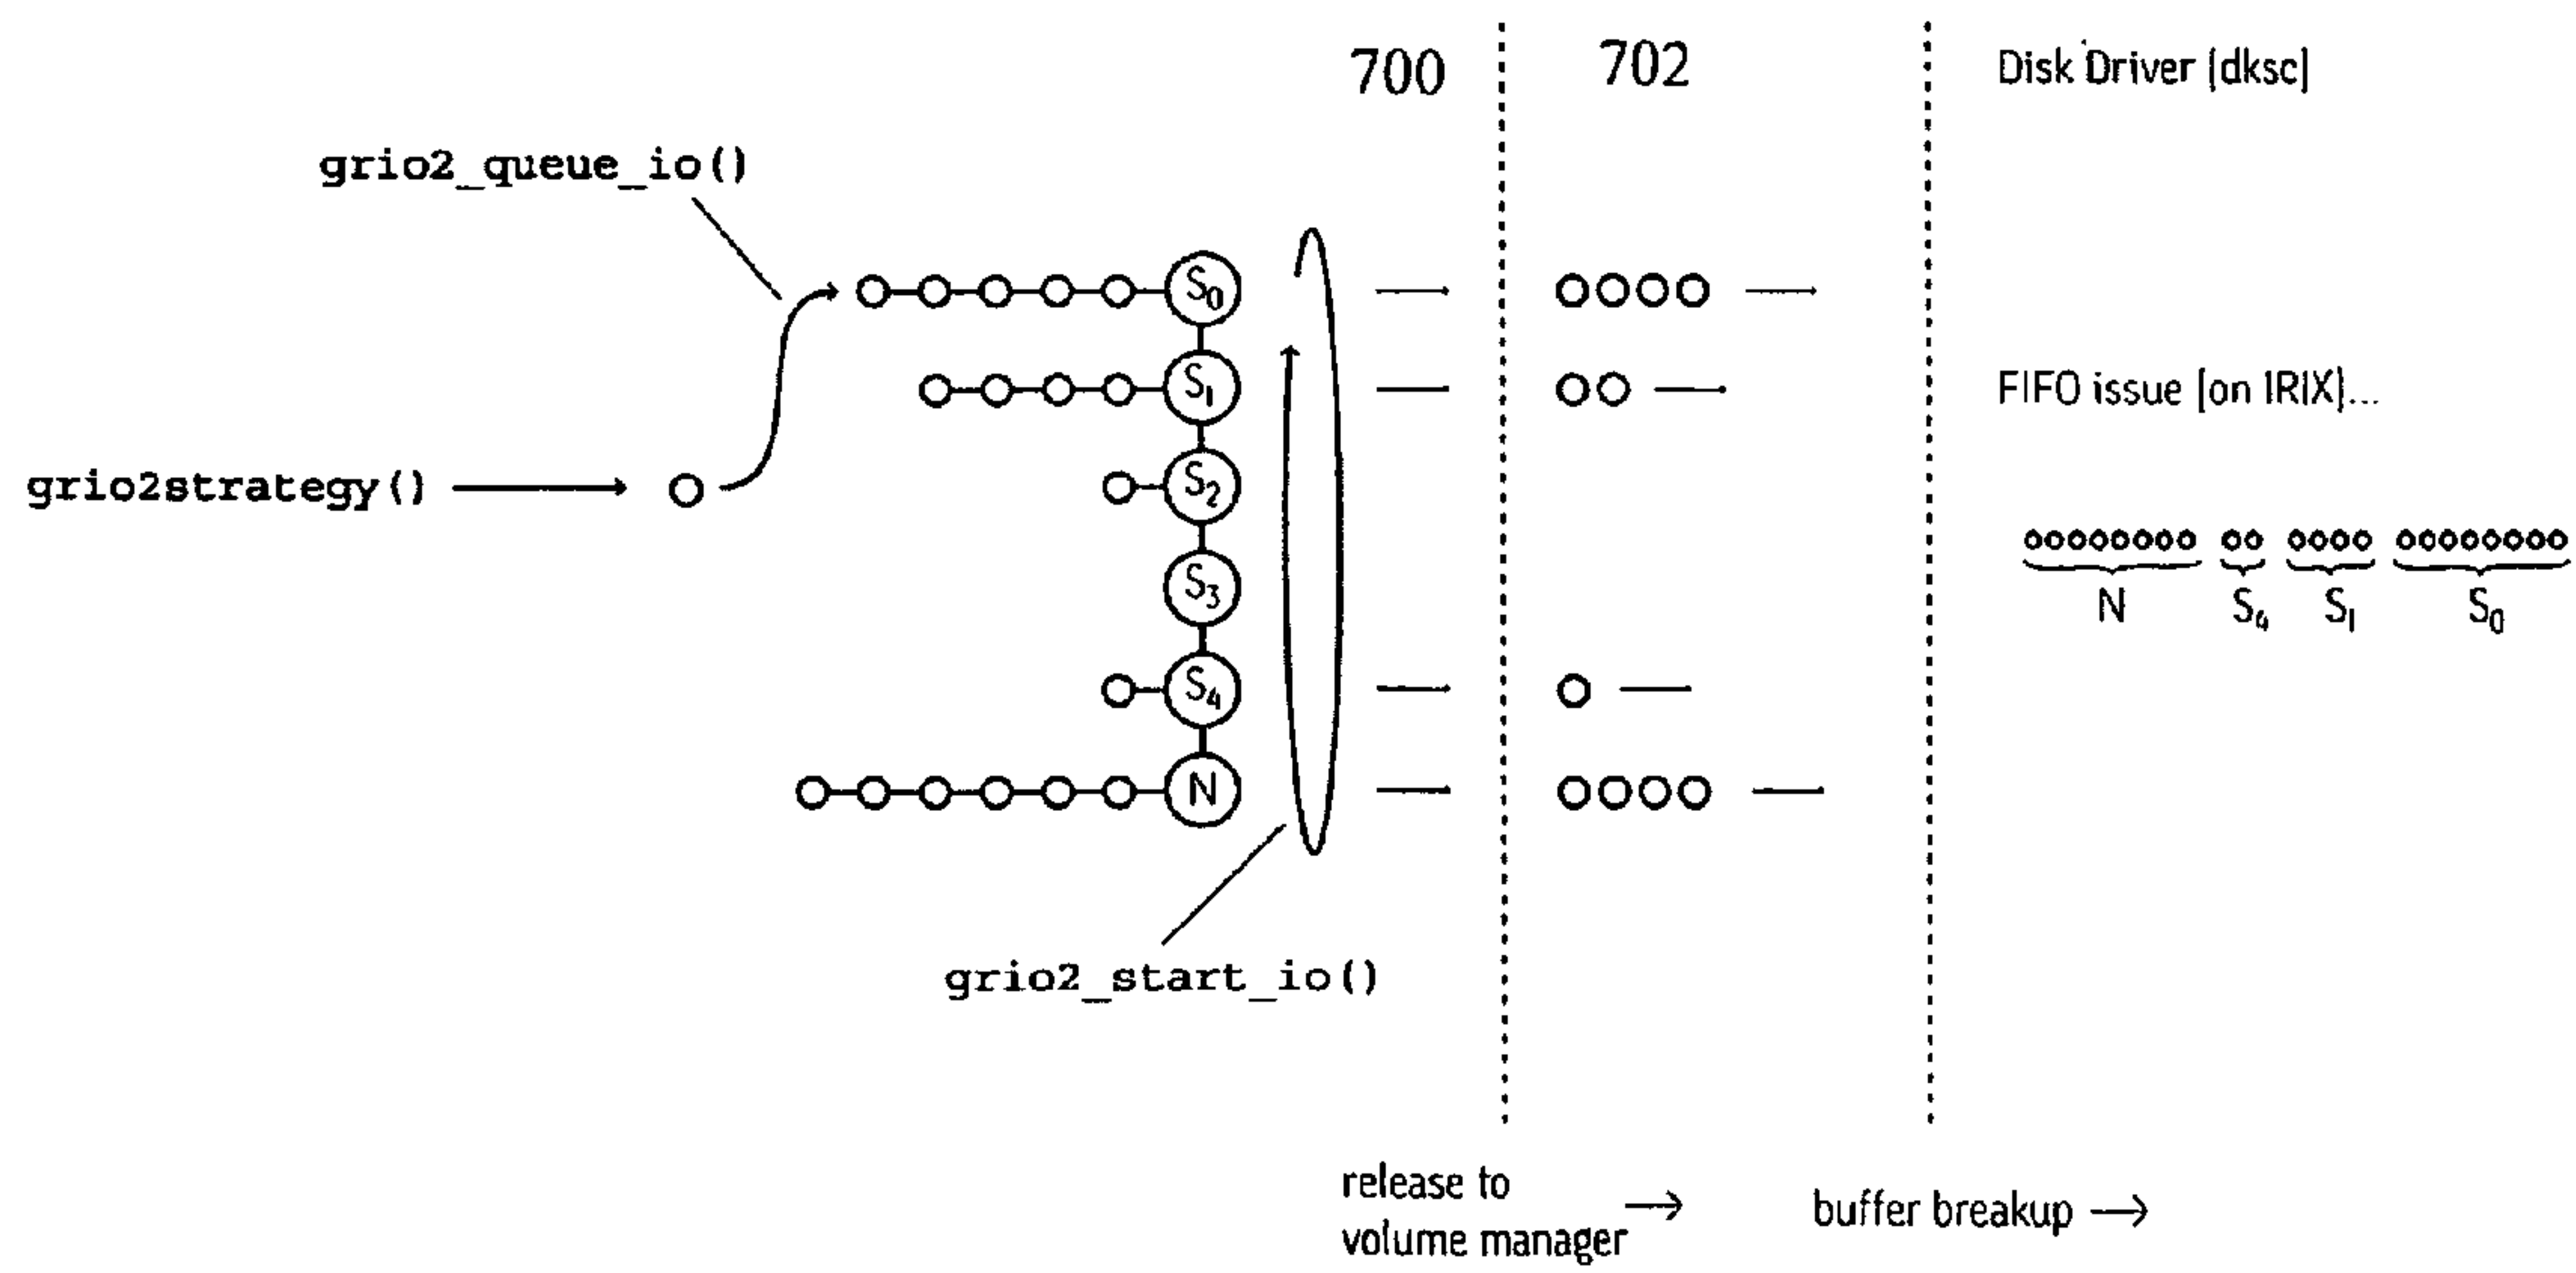 700
702
Disk Driver [dksc]
grio2_queue_io()
S0
S1
FIFO issue [on IRIX]...
grio2strategy()
S2
S3
N S4 S1 S0
S4
N
grio2_start_io()
release to
volume manager
buffer breakup